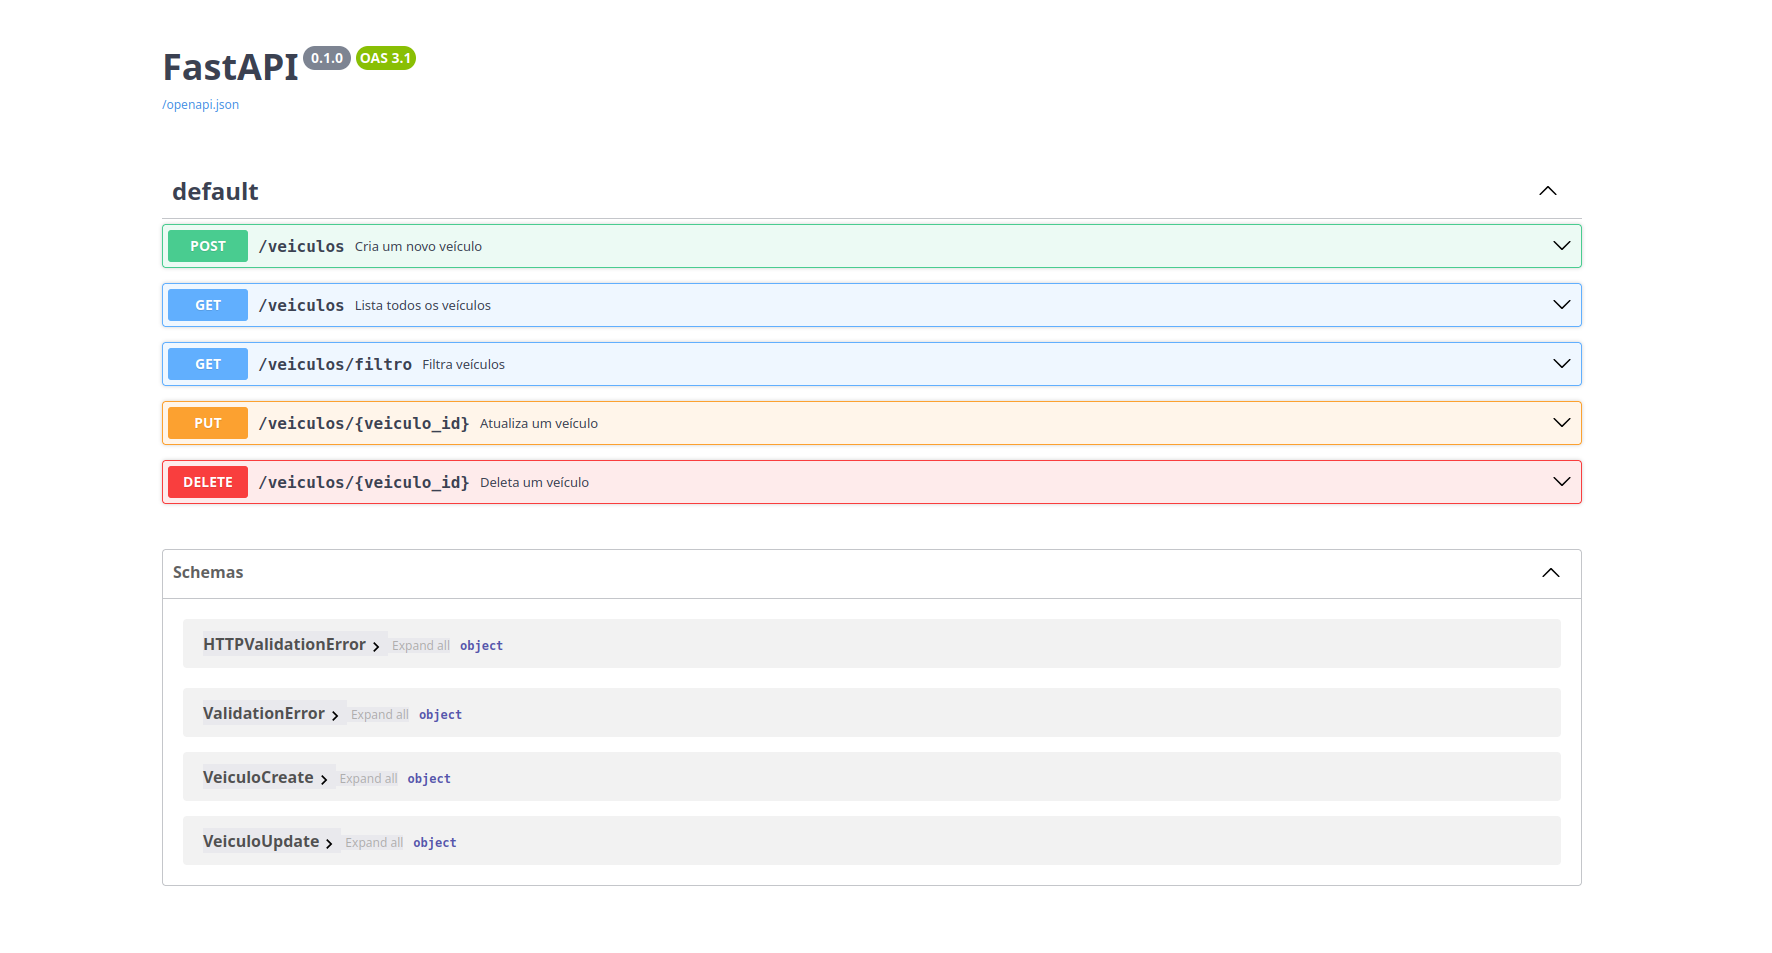 FastAPI 0.1.0 OAS 3.1
/openapi.json
default
POST /veiculos Cria um novo veículo
GET /veiculos Lista todos os veículos
GET /veiculos/filtro Filtra veículos
PUT /veiculos/{veiculo_id} Atualiza um veículo
DELETE /veiculos/{veiculo_id} Deleta um veículo
Schemas
HTTPValidationError Expand all object
ValidationError Expand all object
VeiculoCreate Expand all object
VeiculoUpdate Expand all object